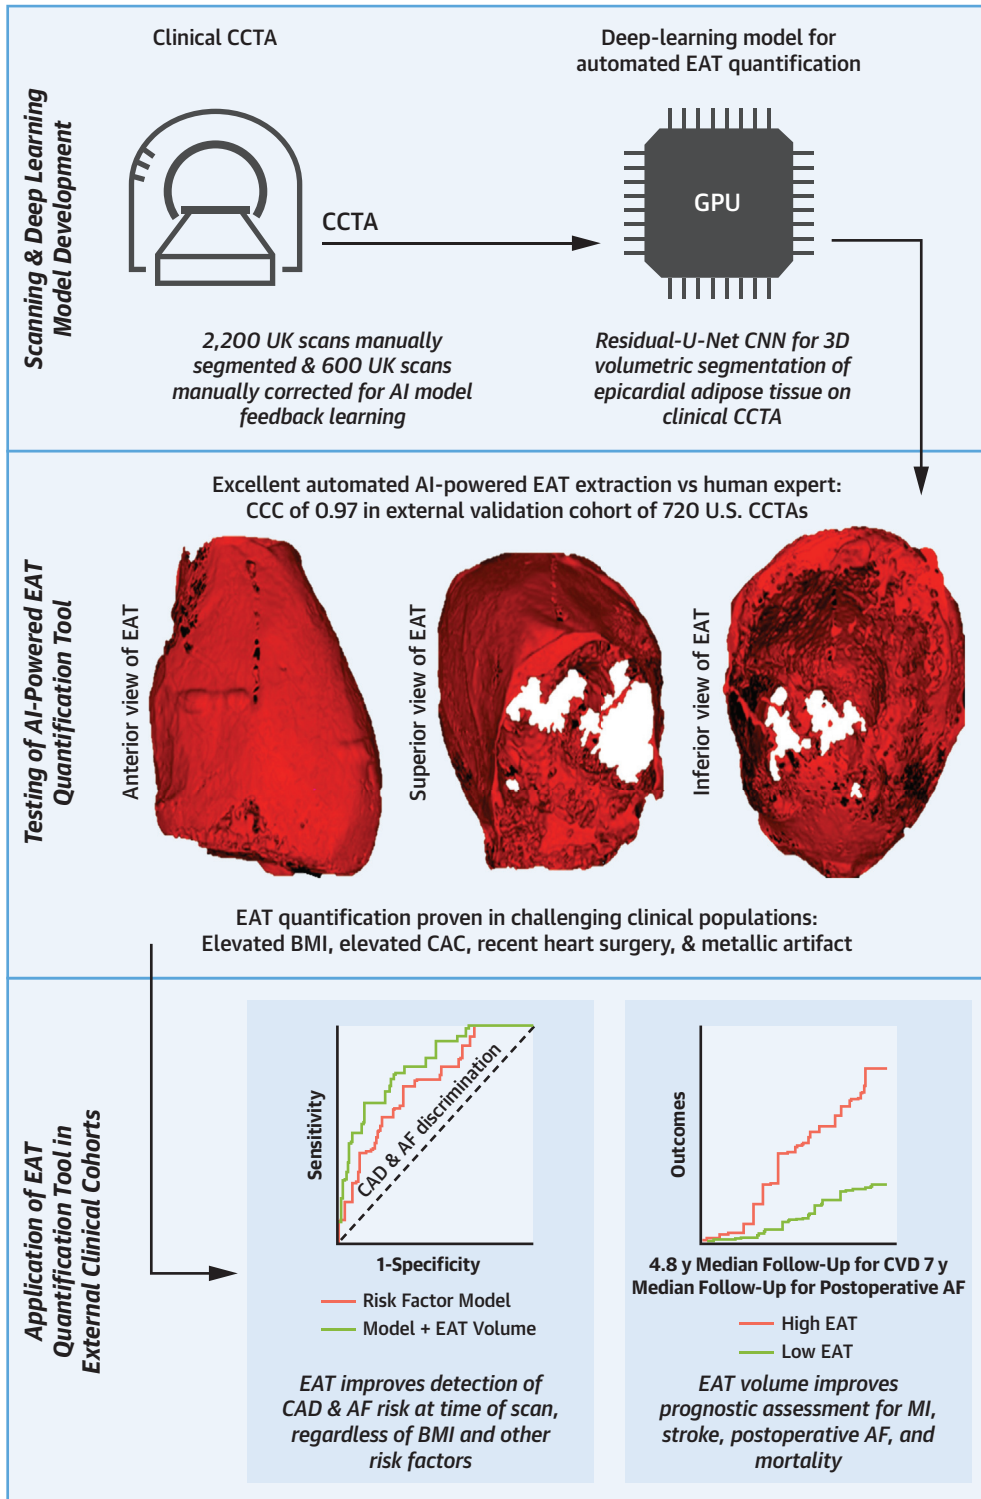 Scanning & Deep Learning
Model Development
Clinical CCTA
Deep-learning model for
automated EAT quantification
CCTA
GPU
2,200 UK scans manually
segmented & 600 UK scans
manually corrected for AI model
feedback learning
Residual-U-Net CNN for 3D
volumetric segmentation of
epicardial adipose tissue on
clinical CCTA
Testing of AI-Powered EAT
Quantification Tool
Excellent automated AI-powered EAT extraction vs human expert:
CCC of 0.97 in external validation cohort of 720 U.S. CCTAs
Anterior view of EAT
Superior view of EAT
Inferior view of EAT
EAT quantification proven in challenging clinical populations:
Elevated BMI, elevated CAC, recent heart surgery, & metallic artifact
Application of EAT
Quantification Tool in
External Clinical Cohorts
Sensitivity
CAD & AF discrimination
1-Specificity
Risk Factor Model
Model + EAT Volume
EAT improves detection of
CAD & AF risk at time of scan,
regardless of BMI and other
risk factors
Outcomes
4.8 y Median Follow-Up for CVD 7 y
Median Follow-Up for Postoperative AF
High EAT
Low EAT
EAT volume improves
prognostic assessment for MI,
stroke, postoperative AF, and
mortality